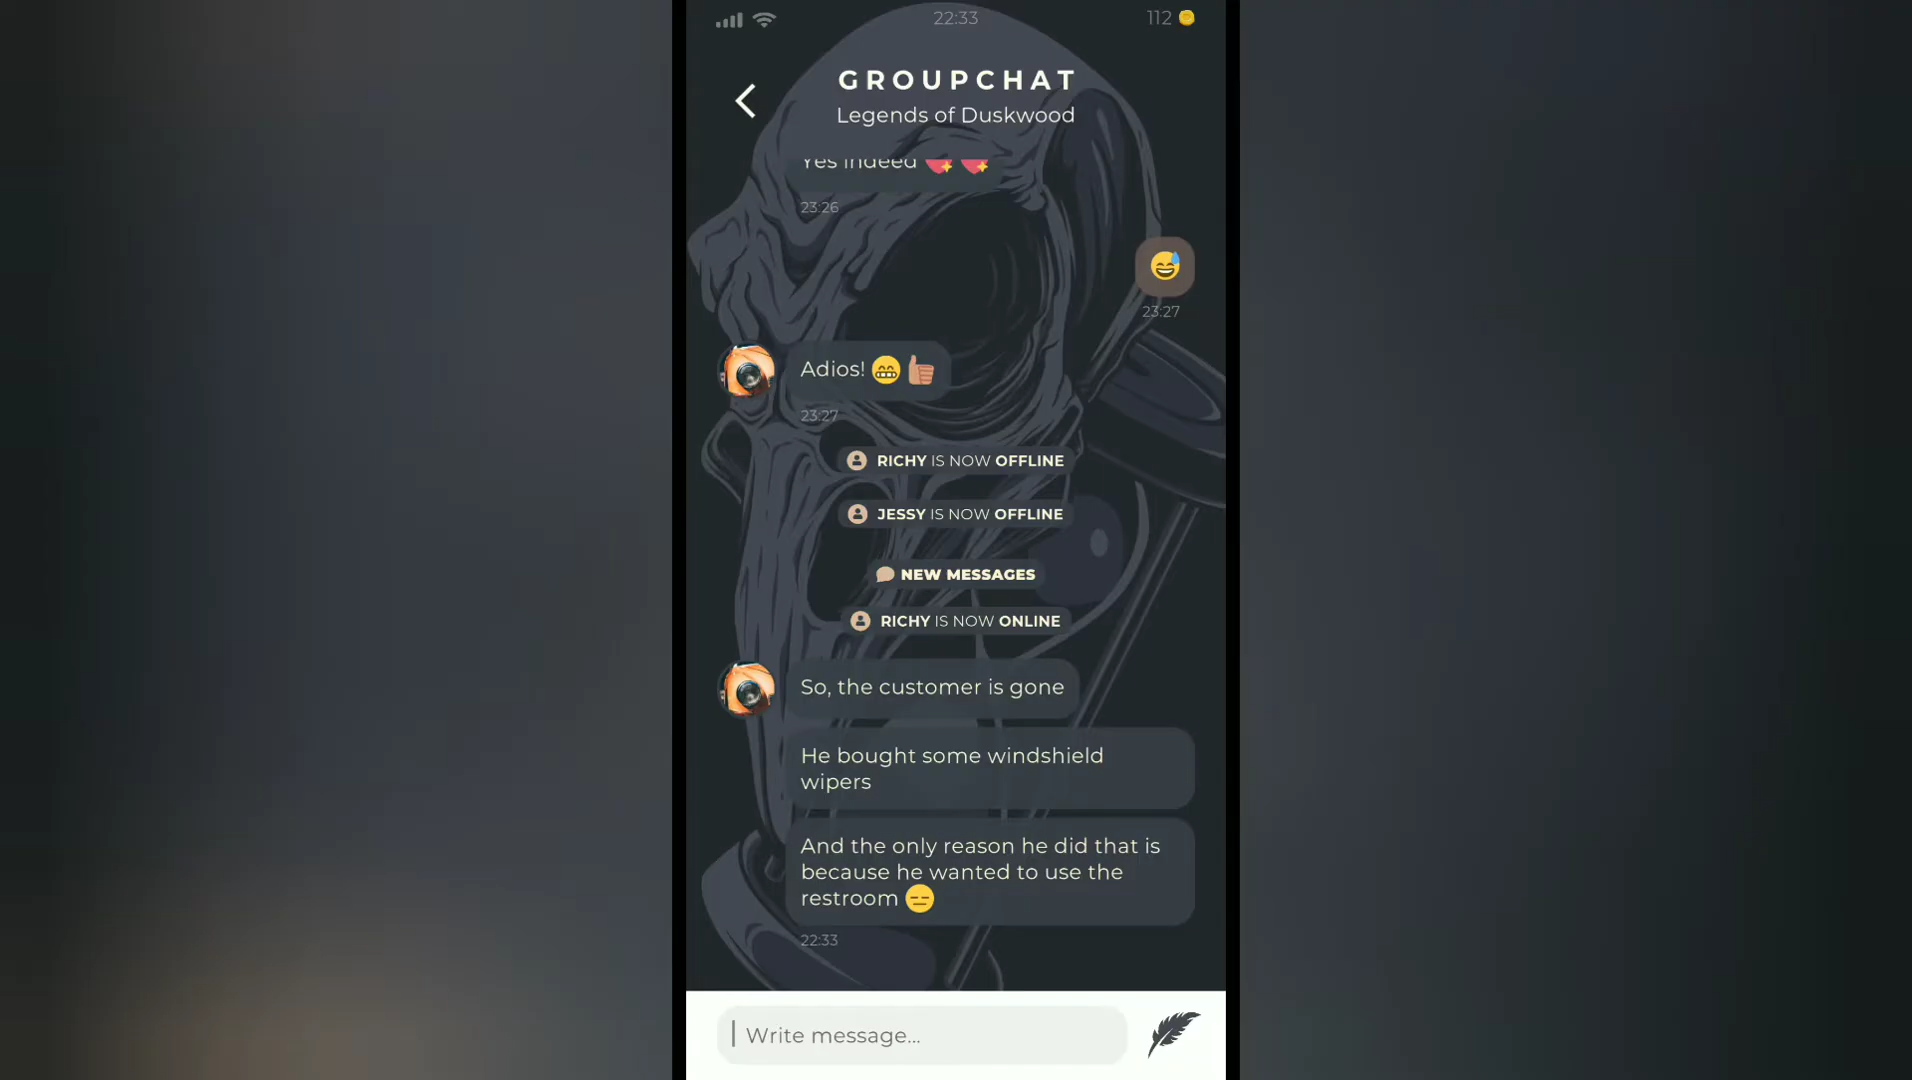 22:33
112
GROUPCHAT
Legends of Duskwood
Yes indeed
23:26
23:27
Adios! 😁👍
23:27
RICHY IS NOW OFFLINE
JESSY IS NOW OFFLINE
NEW MESSAGES
RICHY IS NOW ONLINE
So, the customer is gone
He bought some windshield
wipers
And the only reason he did that is
because he wanted to use the
restroom 😑
22:33
Write message...